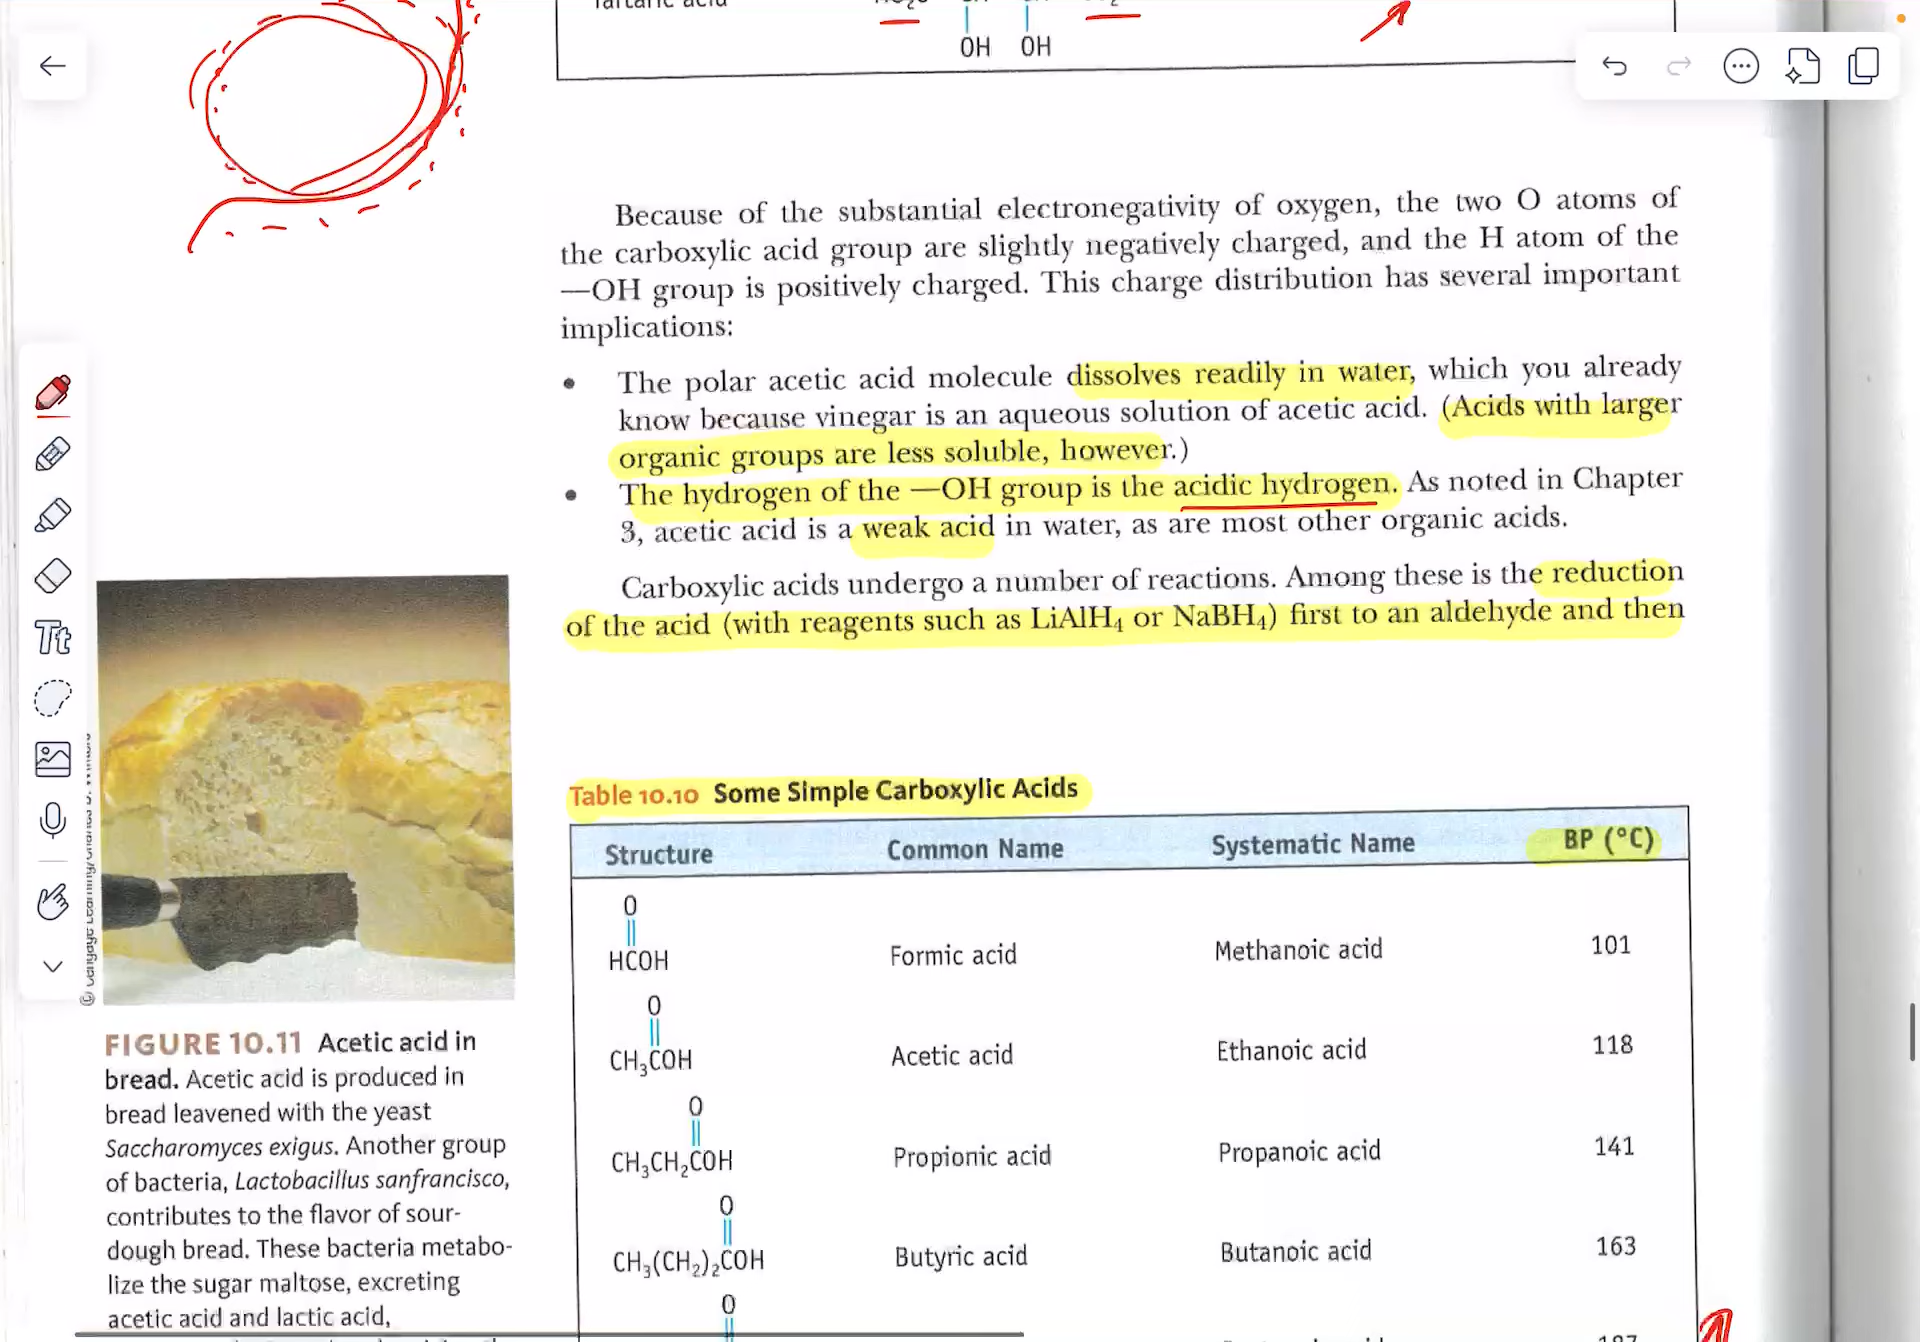 OH OH
Because of the substantial electronegativity of oxygen, the two O atoms of
the carboxylic acid group are slightly negatively charged, and the H atom of the
—OH group is positively charged. This charge distribution has several important
implications:
• The polar acetic acid molecule dissolves readily in water, which you already
know because vinegar is an aqueous solution of acetic acid. (Acids with larger
organic groups are less soluble, however.)
• The hydrogen of the —OH group is the acidic hydrogen. As noted in Chapter
3, acetic acid is a weak acid in water, as are most other organic acids.
Carboxylic acids undergo a number of reactions. Among these is the reduction
of the acid (with reagents such as LiAlH₄ or NaBH₄) first to an aldehyde and then
Tt
FIGURE 10.11 Acetic acid in
bread. Acetic acid is produced in
bread leavened with the yeast
Saccharomyces exigus. Another group
of bacteria, Lactobacillus sanfrancisco,
contributes to the flavor of sour-
dough bread. These bacteria metabo-
lize the sugar maltose, excreting
acetic acid and lactic acid,
Table 10.10 Some Simple Carboxylic Acids
Structure Common Name Systematic Name BP (°C)
O
HCOH Formic acid Methanoic acid 101
O
CH₃COH Acetic acid Ethanoic acid 118
O
CH₃CH₂COH Propionic acid Propanoic acid 141
O
CH₃(CH₂)₂COH Butyric acid Butanoic acid 163
O